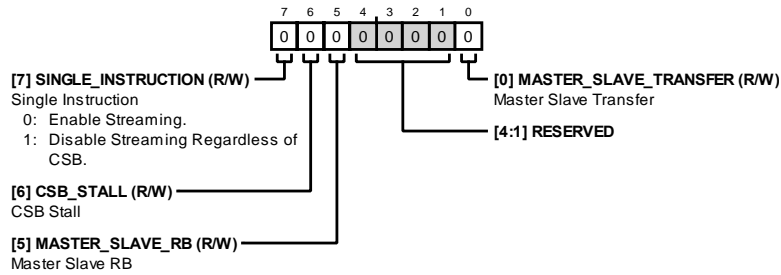 7 6 5 4 3 2 1 0
0 0 0 0 0 0 0 0
[7] SINGLE_INSTRUCTION (R/W)
Single Instruction
0: Enable Streaming.
1: Disable Streaming Regardless of
CSB.
[6] CSB_STALL (R/W)
CSB Stall
[5] MASTER_SLAVE_RB (R/W)
Master Slave RB
[0] MASTER_SLAVE_TRANSFER (R/W)
Master Slave Transfer
[4:1] RESERVED